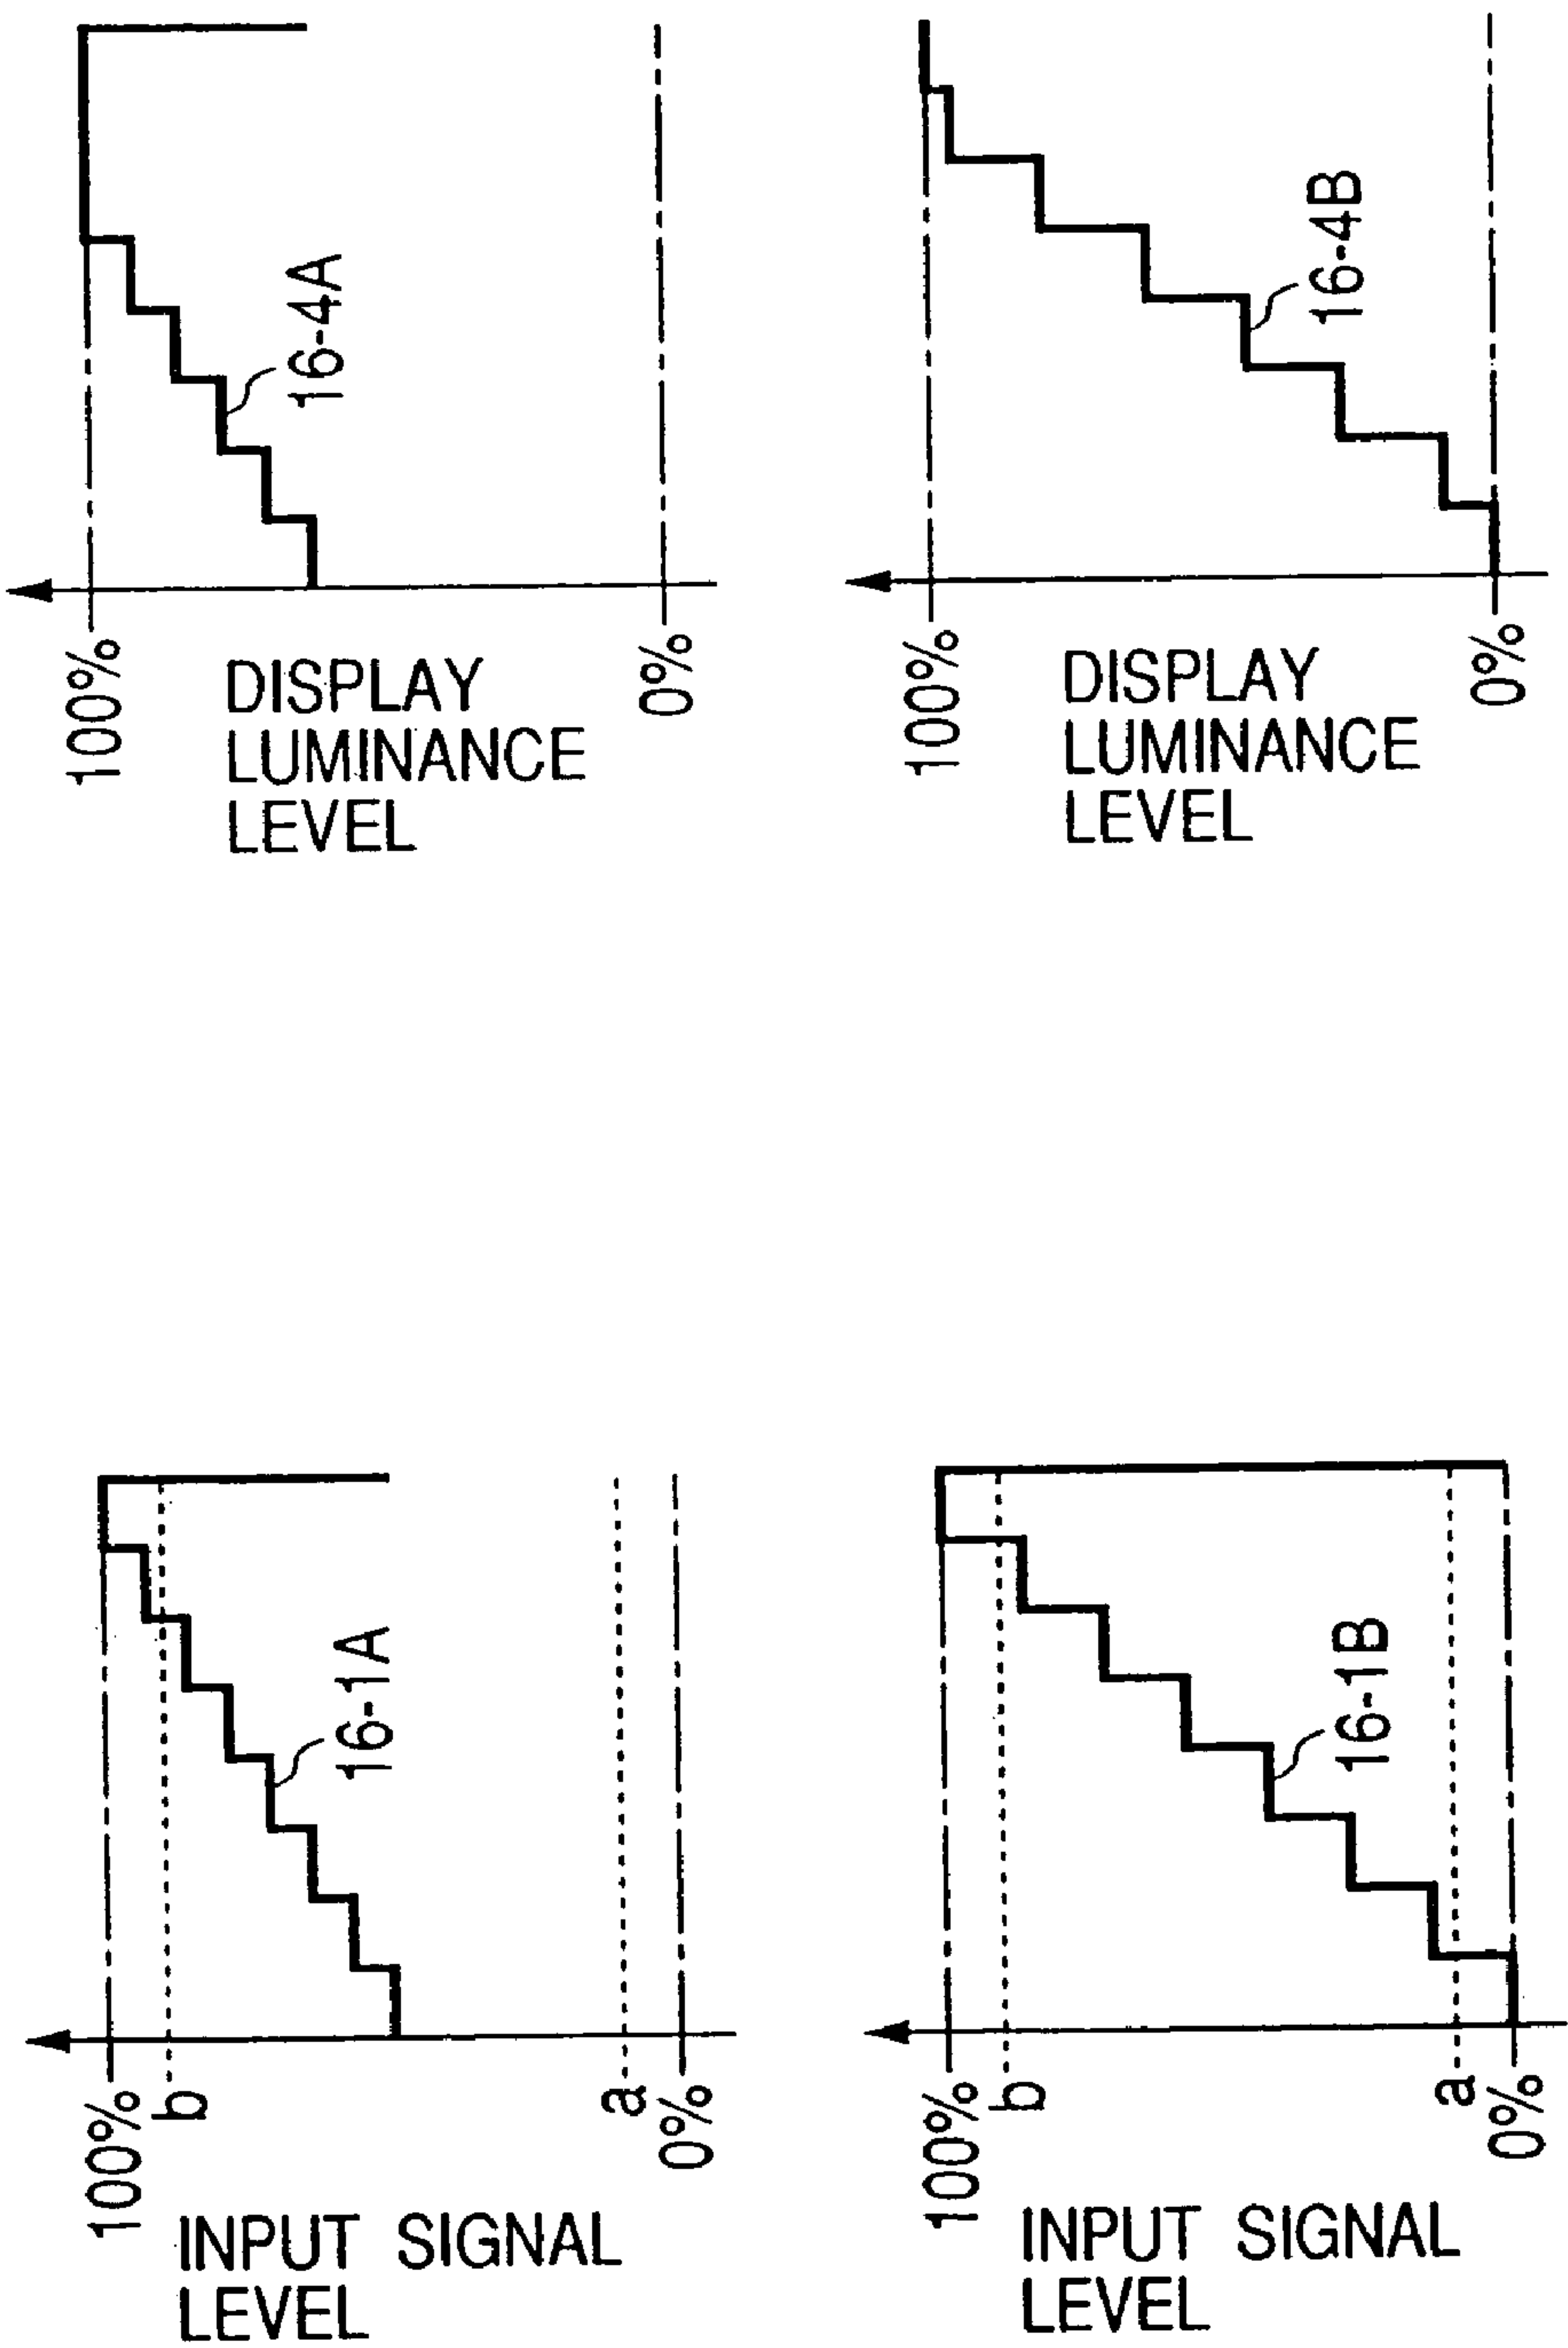 100%
b
a
0%
INPUT SIGNAL
LEVEL
16-1A
100%
DISPLAY
LUMINANCE
LEVEL
0%
16-4A
100%
b
a
0%
INPUT SIGNAL
LEVEL
16-1B
100%
DISPLAY
LUMINANCE
LEVEL
0%
16-4B